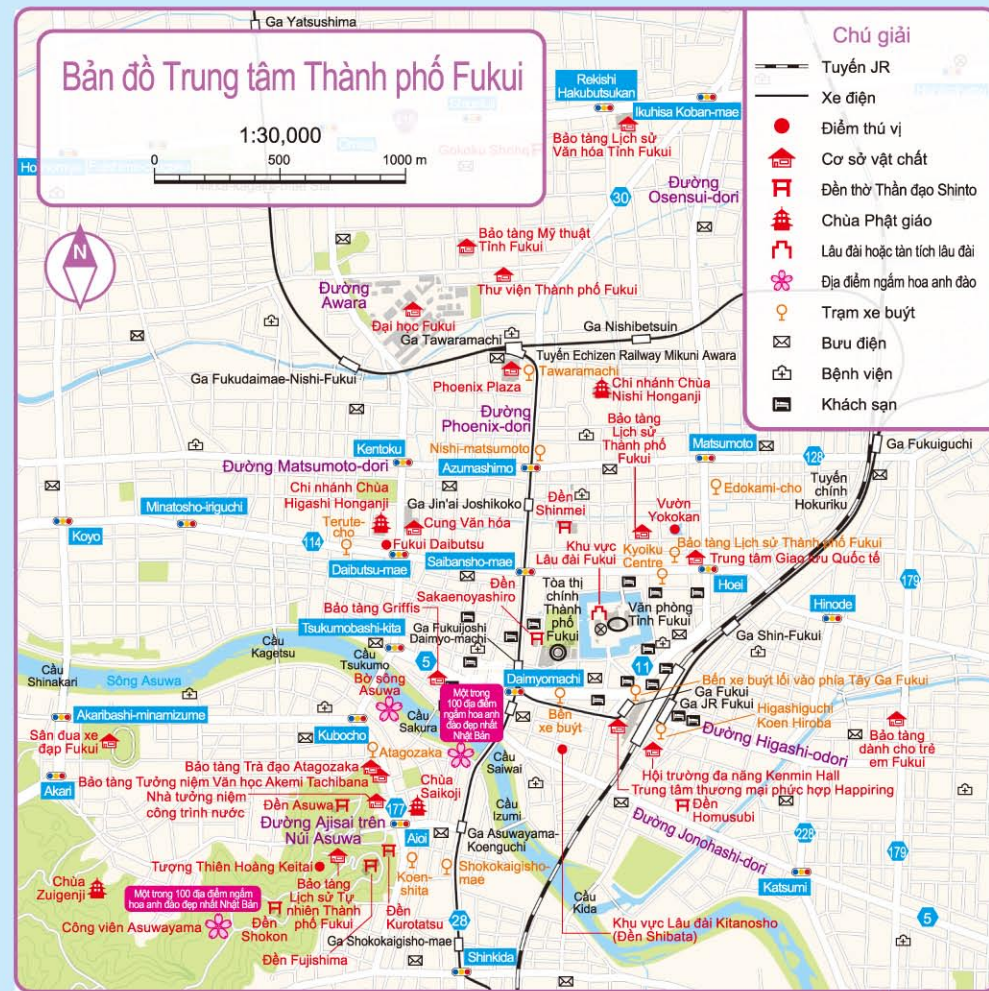 Ga Yatsushima
Bản đồ Trung tâm Thành phố Fukui
1:30,000
0 500 1000 m
N
Chú giải
Tuyến JR
Xe điện
Điểm thú vị
Cơ sở vật chất
Đền thờ Thần đạo Shinto
Chùa Phật giáo
Lâu đài hoặc tàn tích lâu đài
Địa điểm ngắm hoa anh đào
Trạm xe buýt
Bưu điện
Bệnh viện
Khách sạn
Rekishi
Hakubutsukan
Ikuhisa Koban-mae
Bảo tàng Lịch sử
Văn hóa Tỉnh Fukui
Đường
Osensui-dori
30
Bảo tàng Mỹ thuật
Tỉnh Fukui
Thư viện Thành phố Fukui
Đường
Awara
Đại học Fukui
Ga Tawaramachi
Ga Nishibetsuin
Tuyến Echizen Railway Mikuni Awara
Tawaramachi
Ga Fukudaimae-Nishi-Fukui
Phoenix Plaza
Chi nhánh Chùa
Nishi Honganji
Đường
Phoenix-dori
Bảo tàng
Lịch sử
Thành phố
Fukui
Matsumoto
Ga Fukuiguchi
128
Kentoku
Nishi-matsumoto
Azumashimo
Đường Matsumoto-dori
Tuyến
chính
Hokuriku
Edokami-cho
Chi nhánh Chùa
Higashi Honganji
Ga Jin'ai Joshikoko
Đền
Shinmei
Vườn
Yokokan
Minatosho-iriguchi
Koyo
Terute-
cho
Cung Văn hóa
114
Fukui Daibutsu
Daibutsu-mae
Saibansho-mae
Khu vực
Lâu đài Fukui
Kyoiku
Centre
Bảo tàng Lịch sử Thành phố Fukui
Trung tâm Giao lưu Quốc tế
Hoei
179
Đền
Sakaenoyashiro
Tòa thị
chính
Thành
phố
Fukui
Văn phòng
Tỉnh Fukui
Hinode
Bảo tàng Griffis
Tsukumobashi-kita
Ga Fukuijoshi
Daimyo-machi
Ga Shin-Fukui
Cầu
Kagetsu
Cầu
Tsukumo
Cầu
Shinakari
Sông Asuwa
5
11
Bờ sông
Asuwa
Daimyomachi
Bến xe buýt lối vào phía Tây Ga Fukui
Ga Fukui
Ga JR Fukui
Một trong
100 địa điểm
ngắm hoa anh
đào đẹp nhất
Nhật Bản
Akaribashi-minamizume
Cầu
Sakura
Bến
xe buýt
Higashiguchi
Koen Hiroba
Sân đua xe
đạp Fukui
Kubocho
Atagozaka
Cầu
Saiwai
Đường Higashi-odori
Bảo tàng
dành cho trẻ
em Fukui
Bảo tàng Trà đạo Atagozaka
Akari
Bảo tàng Tưởng niệm Văn học Akemi Tachibana
Hội trường đa năng Kenmin Hall
Trung tâm thương mại phức hợp Happiring
Nhà tưởng niệm
công trình nước
Chùa
Saikoji
Đền Asuwa
177
Cầu
Izumi
Đền
Homusubi
Đường Ajisai trên
Núi Asuwa
Aioi
Ga Asuwayama-
Koenguchi
Đường Jonohashi-dori
228
179
Tượng Thiên Hoàng Keitai
Koen-
shita
Shokokaigisho-
mae
Chùa
Zuigenji
Một trong 100 địa điểm ngắm
hoa anh đào đẹp nhất Nhật Bản
Bảo tàng
Lịch sử Tự
nhiên Thành
phố Fukui
Cầu
Kida
Katsumi
Công viên Asuwayama
Đền
Shokon
Đền
Kurotatsu
28
Khu vực Lâu đài Kitanosho
(Đền Shibata)
5
Ga Shokokaigisho-mae
Đền Fujishima
Shinkida